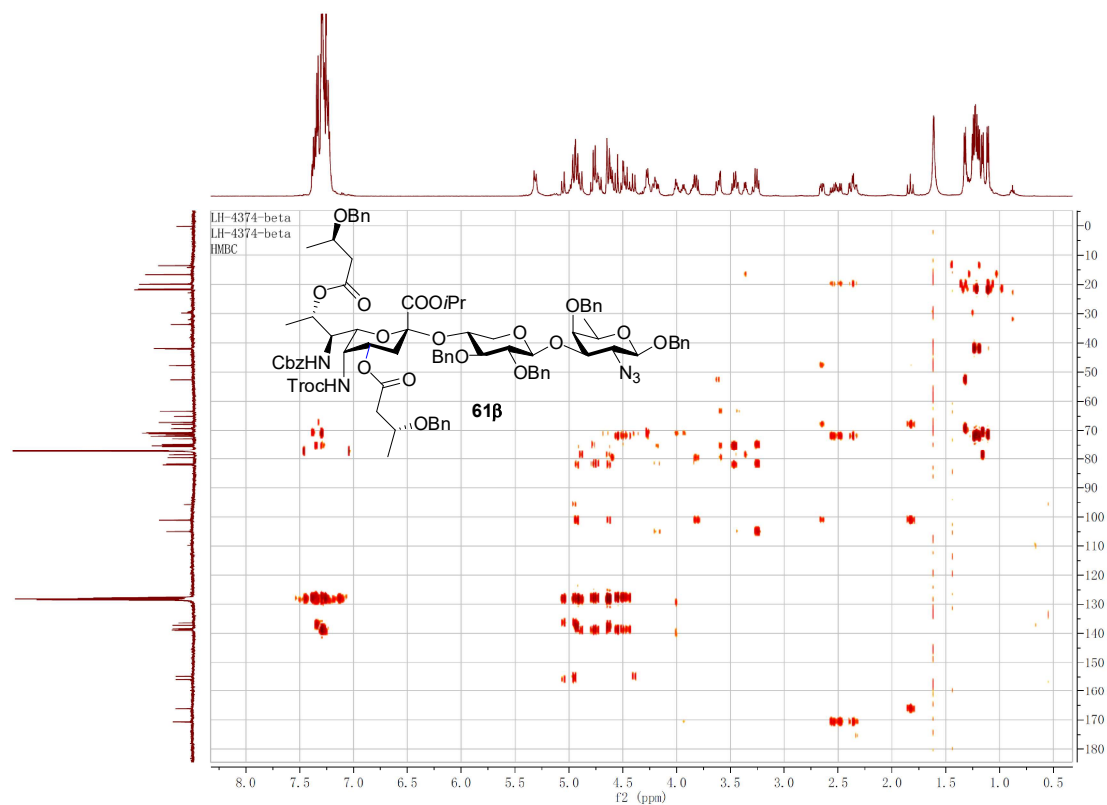 LH-4374-beta
LH-4374-beta
HMBC
OBn
O
O
COOiPr
OBn
O
O
O
O
OBn
CbzHN
BnO
OBn
N3
TrocHN
O
O
61β
OBn
0
10
20
30
40
50
60
70
80
90
100
110
120
130
140
150
160
170
180
8.0 7.5 7.0 6.5 6.0 5.5 5.0 4.5 4.0 3.5 3.0 2.5 2.0 1.5 1.0 0.5
f2 (ppm)